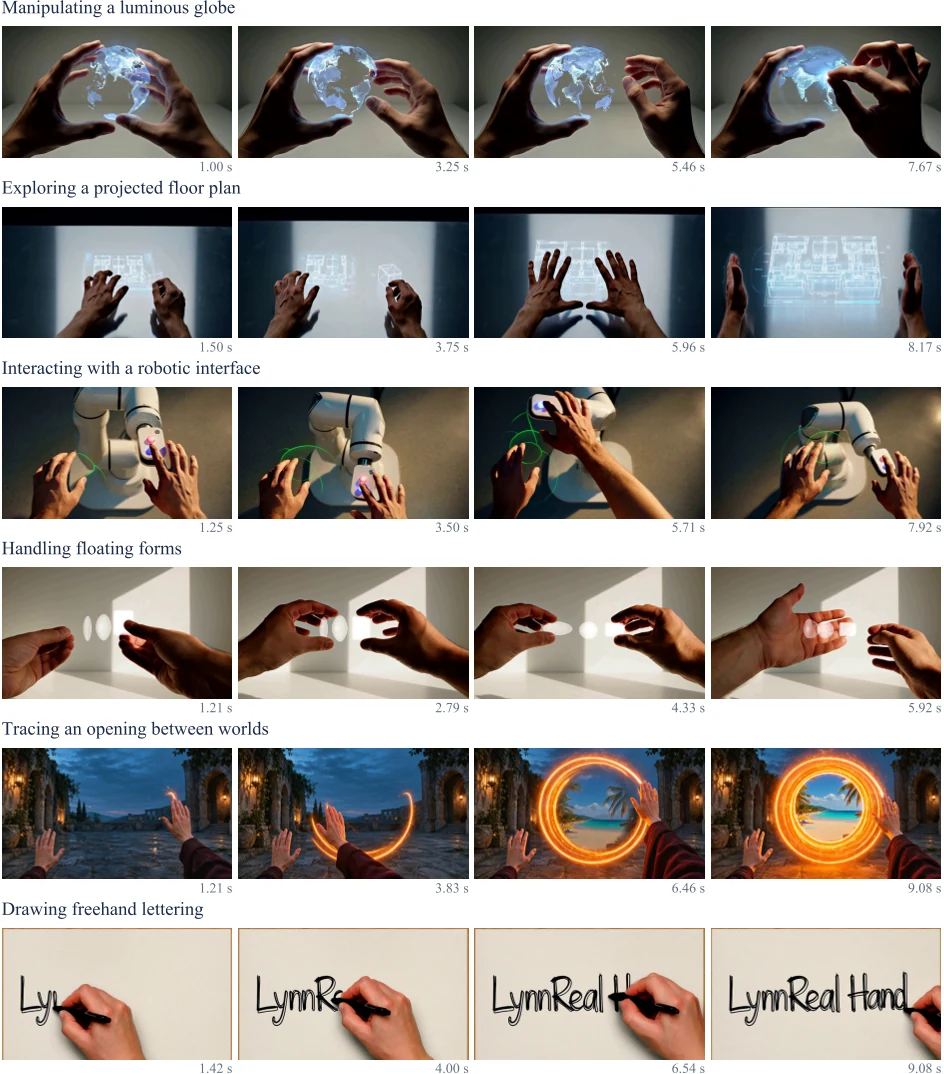 Manipulating a luminous globe
1.00 s 3.25 s 5.46 s 7.67 s
Exploring a projected floor plan
1.50 s 3.75 s 5.96 s 8.17 s
Interacting with a robotic interface
1.25 s 3.50 s 5.71 s 7.92 s
Handling floating forms
1.21 s 2.79 s 4.33 s 5.92 s
Tracing an opening between worlds
1.21 s 3.83 s 6.46 s 9.08 s
Drawing freehand lettering
Ly LynnRe LynnReal H LynnReal Hand
1.42 s 4.00 s 6.54 s 9.08 s